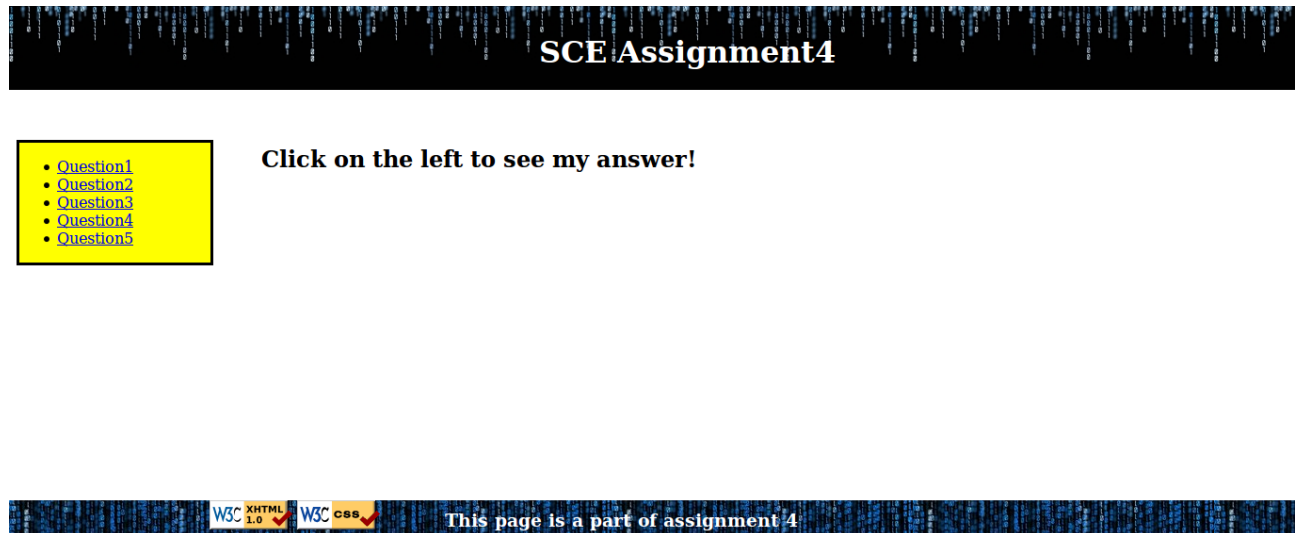 SCE Assignment4
Click on the left to see my answer!
Question1
Question2
Question3
Question4
Question5
W3C XHTML 1.0
W3C css
This page is a part of assignment 4